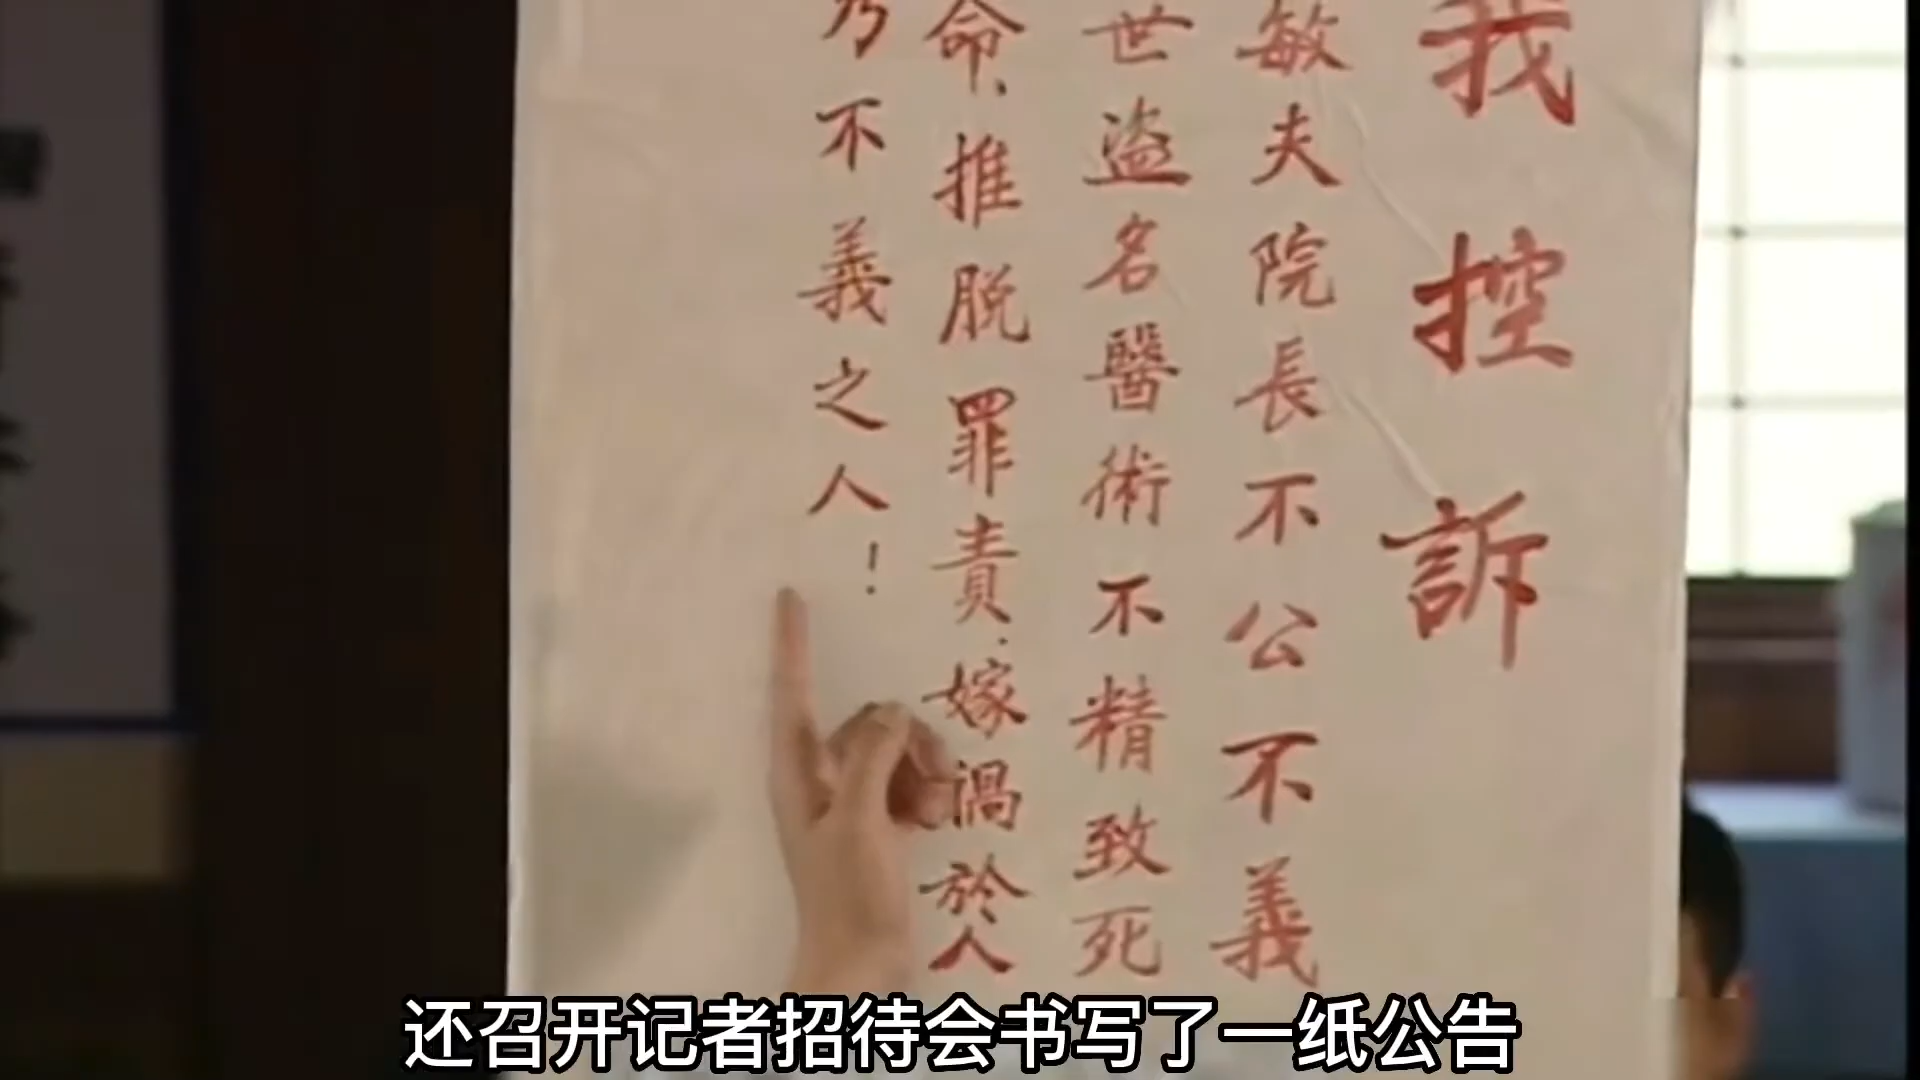 我控訴
敏夫院長不公不義
世盜名醫術不精致死
命、推脫罪責.嫁渦於人
乃不義之人!
还召开记者招待会书写了一纸公告